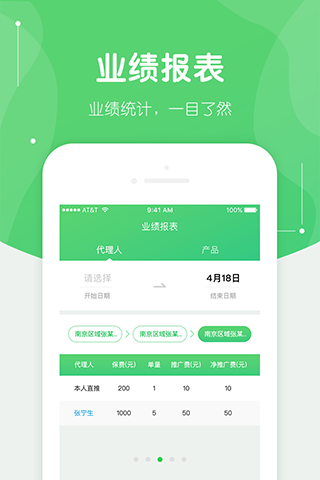 业绩报表
业绩统计，一目了然
●●●●● AT&T 9:41 AM 100%
业绩报表
代理人 产品
请选择 4月18日
开始日期 结束日期
南京区域张某.. 南京区域张某.. 南京区域张某..
代理人 保费(元) 单量 推广费(元) 净推广费(元)
本人直推 200 1 10 10
张宁生 1000 5 50 50